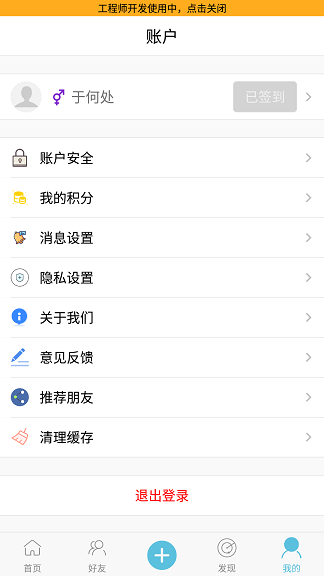 工程师开发使用中，点击关闭
账户
于何处
已签到
账户安全
我的积分
消息设置
隐私设置
关于我们
意见反馈
推荐朋友
清理缓存
退出登录
首页
好友
发现
我的